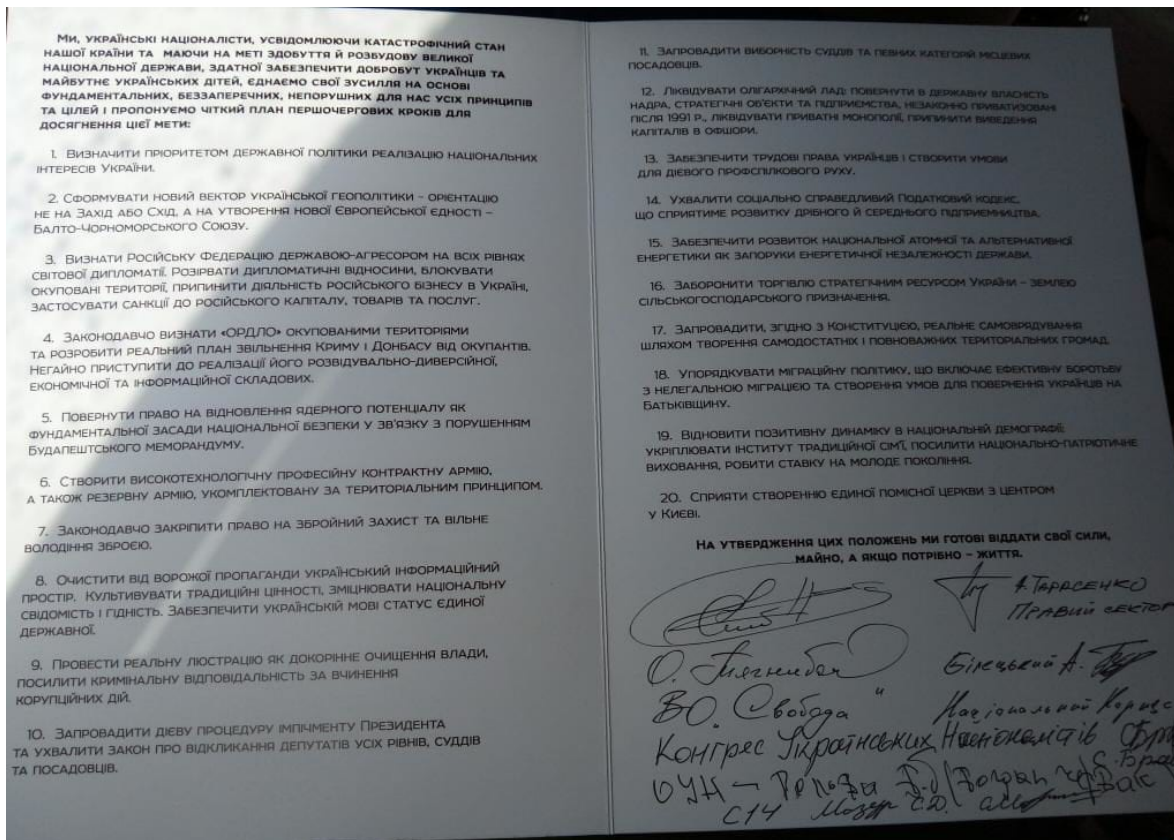 Ми, українські націоналісти, усвідомлюючи катастрофічний стан
нашої країни та маючи на меті здобуття й розбудову великої
національної держави, здатної забезпечити добробут українців та
майбутнє українських дітей, єднаємо свої зусилля на основі
фундаментальних, беззаперечних, непорушних для нас усіх принципів
та цілей і пропонуємо чіткий план першочергових кроків для
досягнення цієї мети:
1. Визначити пріоритетом державної політики реалізацію національних
інтересів України.
2. Сформувати новий вектор української геополітики – орієнтацію
не на Захід або Схід, а на утворення нової Європейської єдності –
Балто-Чорноморського Союзу.
3. Визнати Російську Федерацію державою-агресором на всіх рівнях
світової дипломатії. Розірвати дипломатичні відносини, блокувати
окуповані території, припинити діяльність російського бізнесу в Україні,
застосувати санкції до російського капіталу, товарів та послуг.
4. Законодавчо визнати «ОРДЛО» окупованими територіями
та розробити реальний план звільнення Криму і Донбасу від окупантів.
Негайно приступити до реалізації його розвідувально-диверсійної,
економічної та інформаційної складових.
5. Повернути право на відновлення ядерного потенціалу як
фундаментальної засади національної безпеки у зв'язку з порушенням
Будапештського меморандуму.
6. Створити високотехнологічну професійну контрактну армію,
а також резервну армію, укомплектовану за територіальним принципом.
7. Законодавчо закріпити право на збройний захист та вільне
володіння зброєю.
8. Очистити від ворожої пропаганди український інформаційний
простір. Культивувати традиційні цінності, зміцнювати національну
свідомість і гідність. Забезпечити українській мові статус єдиної
державної.
9. Провести реальну люстрацію як докорінне очищення влади,
посилити кримінальну відповідальність за вчинення
корупційних дій.
10. Запровадити дієву процедуру імпічменту Президента
та ухвалити закон про відкликання депутатів усіх рівнів, суддів
та посадовців.
11. Запровадити виборність суддів та певних категорій місцевих
посадовців.
12. Ліквідувати олігархічний лад: повернути в державну власність
надра, стратегічні об'єкти та підприємства, незаконно приватизовані
після 1991 р., ліквідувати приватні монополії, припинити виведення
капіталів в офшори.
13. Забезпечити трудові права українців і створити умови
для дієвого профспілкового руху.
14. Ухвалити соціально справедливий Податковий кодекс,
що сприятиме розвитку дрібного й середнього підприємництва.
15. Забезпечити розвиток національної атомної та альтернативної
енергетики як запоруки енергетичної незалежності держави.
16. Заборонити торгівлю стратегічним ресурсом України – землею
сільськогосподарського призначення.
17. Запровадити, згідно з Конституцією, реальне самоврядування
шляхом творення самодостатніх і повноважних територіальних громад.
18. Упорядкувати міграційну політику, що включає ефективну боротьбу
з нелегальною міграцією та створення умов для повернення українців на
Батьківщину.
19. Відновити позитивну динаміку в національній демографії:
укріплювати інститут традиційної сім'ї, посилити національно-патріотичне
виховання, робити ставку на молоде покоління.
20. Сприяти створенню єдиної помісної церкви з центром
у Києві.
На утвердження цих положень ми готові віддати свої сили,
майно, а якщо потрібно – життя.
А. Тарасенко
Правий сектор
О. Тягнибок
Білецький А.
ВО "Свобода"
Національний Корпус
Конгрес Українських Націоналістів
ОУН –
С14 Мазур С.